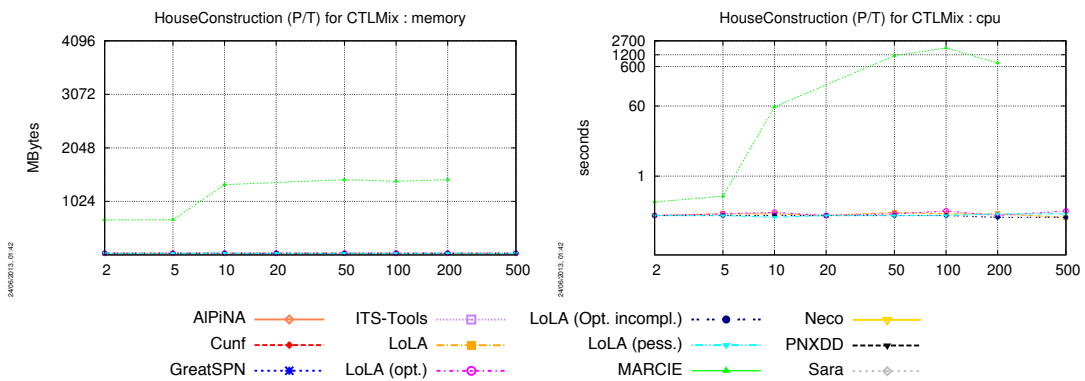 HouseConstruction (P/T) for CTLMix : memory
4096
3072
2048
1024
MBytes
2 5 10 20 50 100 200 500
24/06/2013, 01:42
HouseConstruction (P/T) for CTLMix : cpu
2700
1200
600
60
1
seconds
2 5 10 20 50 100 200 500
24/06/2013, 01:42
AlPiNA
Cunf
GreatSPN
ITS-Tools
LoLA
LoLA (opt.)
LoLA (Opt. incompl.)
LoLA (pess.)
MARCIE
Neco
PNXDD
Sara